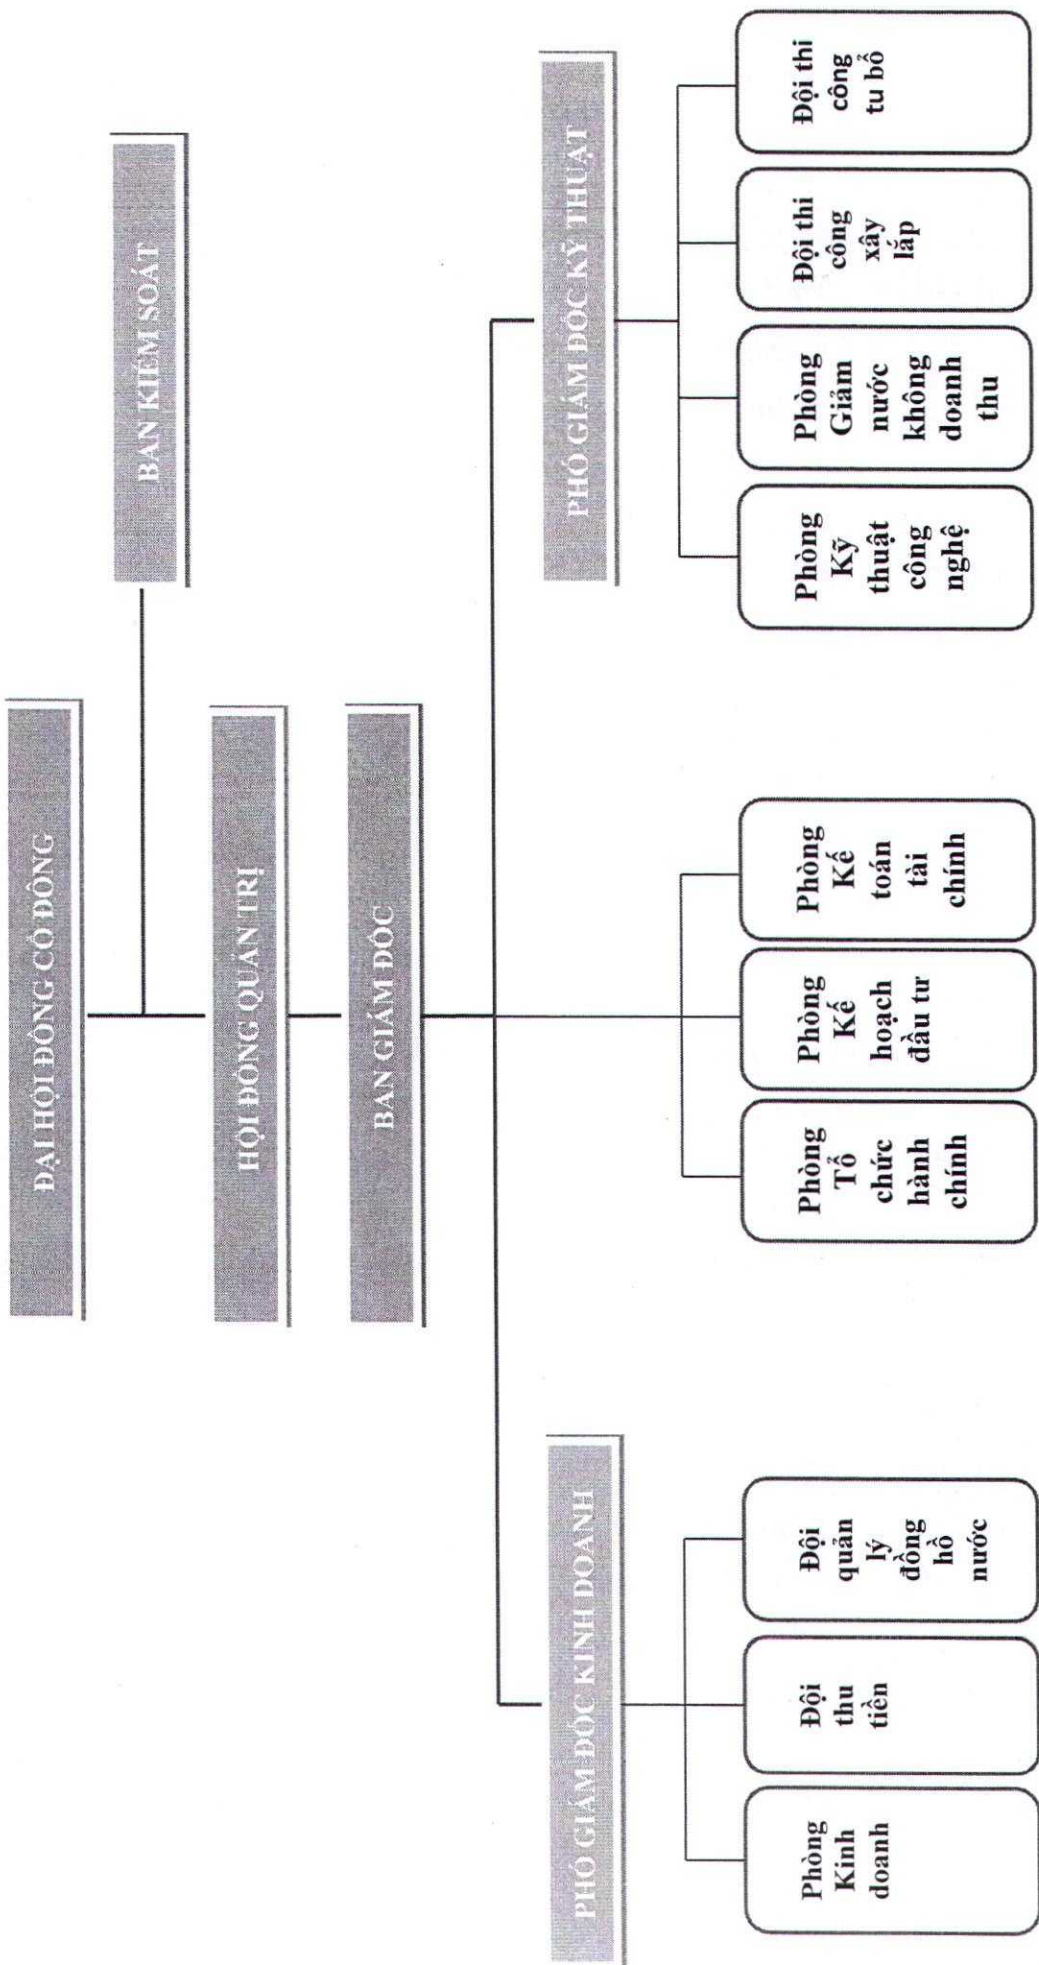 ĐẠI HỘI ĐỒNG CỔ ĐÔNG
BAN KIỂM SOÁT
HỘI ĐỒNG QUẢN TRỊ
BAN GIÁM ĐỐC
PHÓ GIÁM ĐỐC KINH DOANH
PHÓ GIÁM ĐỐC KỸ THUẬT
Phòng
Kinh
doanh
Đội
thu
tiền
Đội
quản
lý
đồng
hồ
nước
Phòng
Tổ
chức
hành
chính
Phòng
Kế
hoạch
đầu tư
Phòng
Kế
toán
tài
chính
Phòng
Kỹ
thuật
công
nghệ
Phòng
Giảm
nước
không
doanh
thu
Đội thi
công
xây
lắp
Đội thi
công
tu bổ